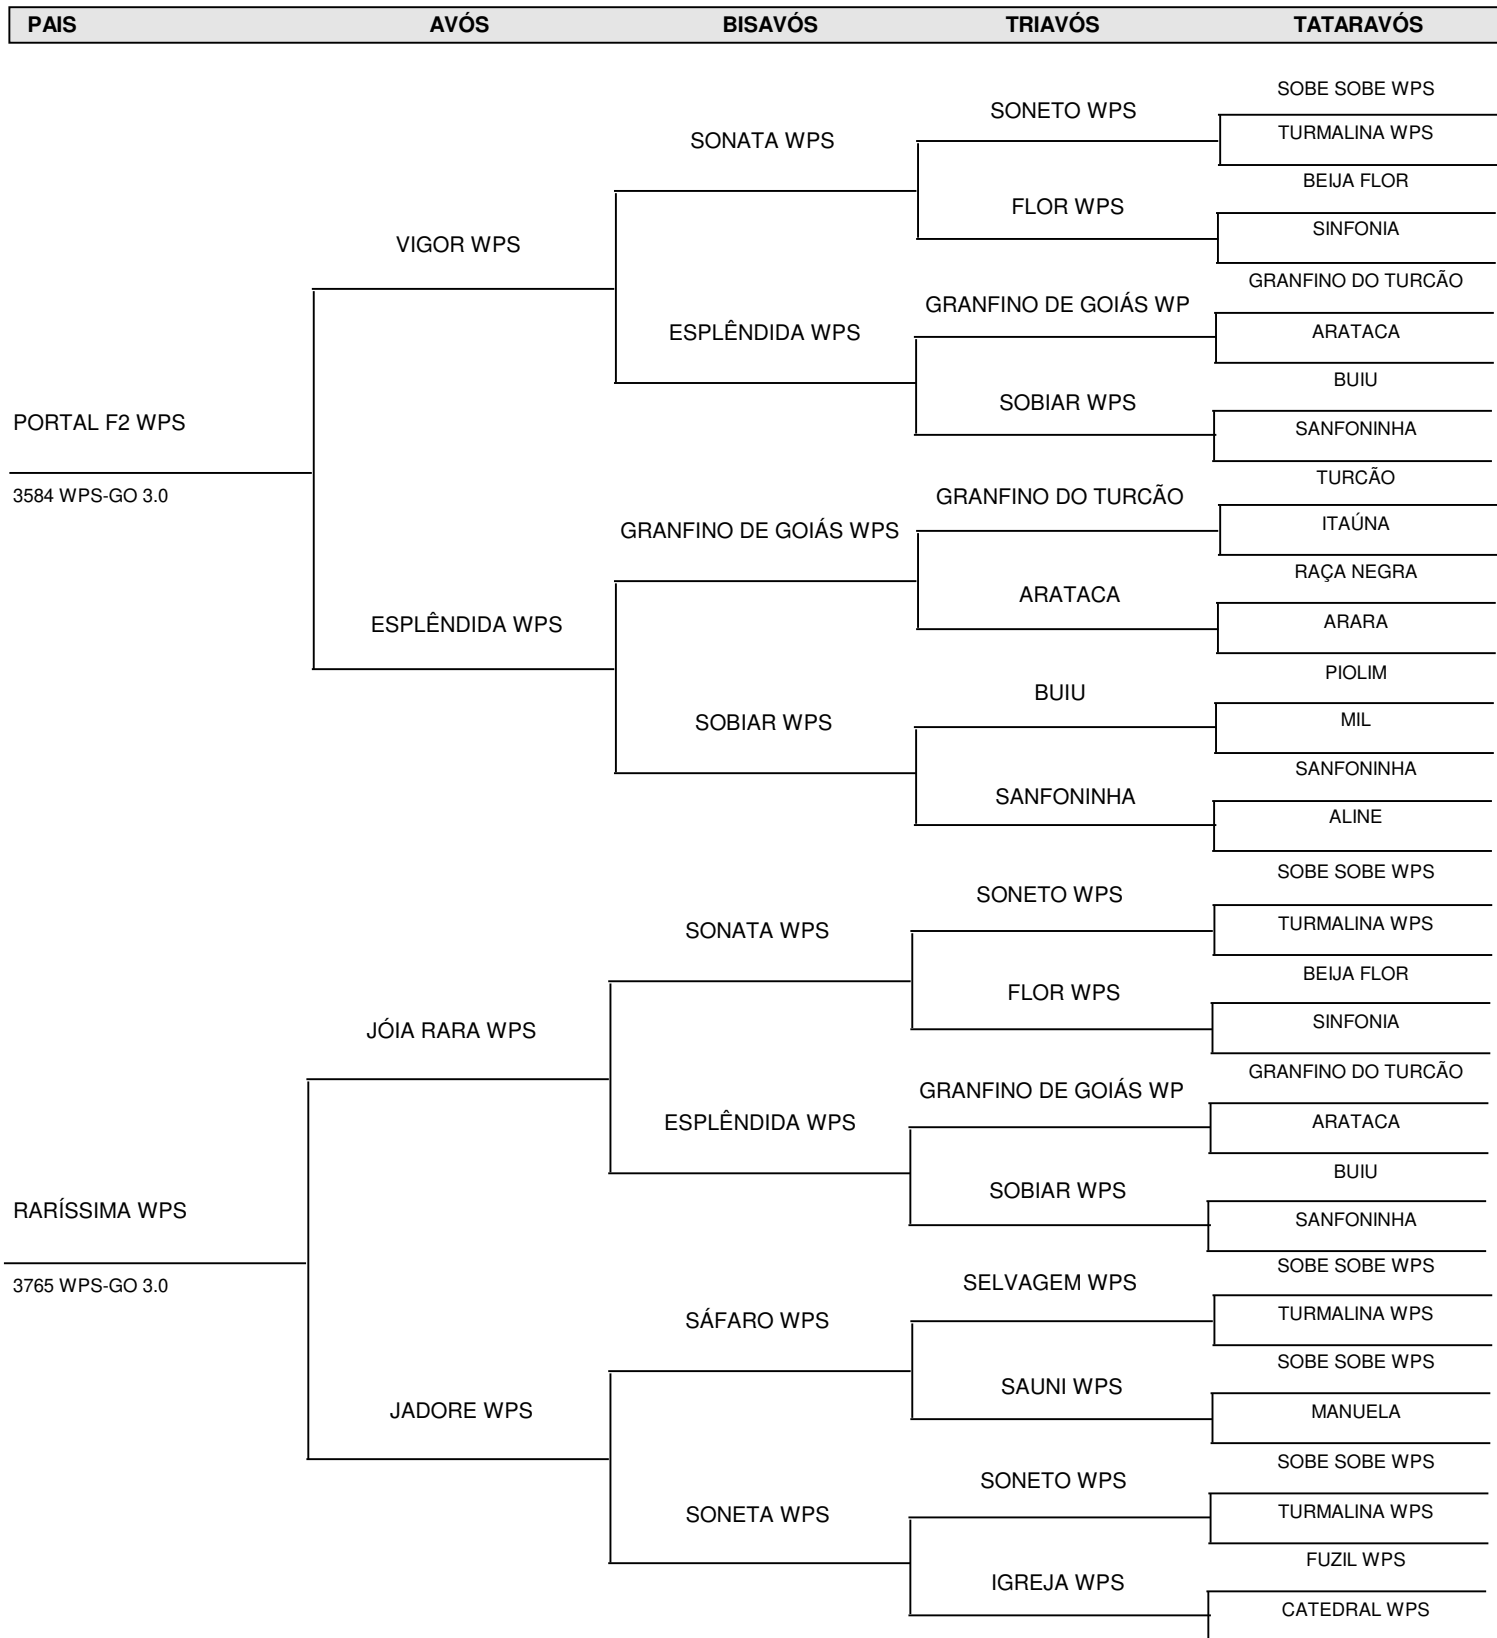 PAIS AVÓS BISAVÓS TRIAVÓS TATARAVÓS
SOBE SOBE WPS
SONETO WPS
TURMALINA WPS
SONATA WPS
BEIJA FLOR
FLOR WPS
SINFONIA
VIGOR WPS
GRANFINO DO TURCÃO
GRANFINO DE GOIÁS WP
ARATACA
ESPLÊNDIDA WPS
BUIU
SOBIAR WPS
SANFONINHA
PORTAL F2 WPS
3584 WPS-GO 3.0
TURCÃO
GRANFINO DO TURCÃO
ITAÚNA
GRANFINO DE GOIÁS WPS
RAÇA NEGRA
ARATACA
ARARA
ESPLÊNDIDA WPS
PIOLIM
BUIU
MIL
SOBIAR WPS
SANFONINHA
SANFONINHA
ALINE
SOBE SOBE WPS
SONETO WPS
TURMALINA WPS
SONATA WPS
BEIJA FLOR
FLOR WPS
SINFONIA
JÓIA RARA WPS
GRANFINO DO TURCÃO
GRANFINO DE GOIÁS WP
ARATACA
ESPLÊNDIDA WPS
BUIU
SOBIAR WPS
SANFONINHA
RARÍSSIMA WPS
3765 WPS-GO 3.0
SOBE SOBE WPS
SELVAGEM WPS
TURMALINA WPS
SÁFARO WPS
SOBE SOBE WPS
SAUNI WPS
MANUELA
JADORE WPS
SOBE SOBE WPS
SONETO WPS
TURMALINA WPS
SONETA WPS
FUZIL WPS
IGREJA WPS
CATEDRAL WPS